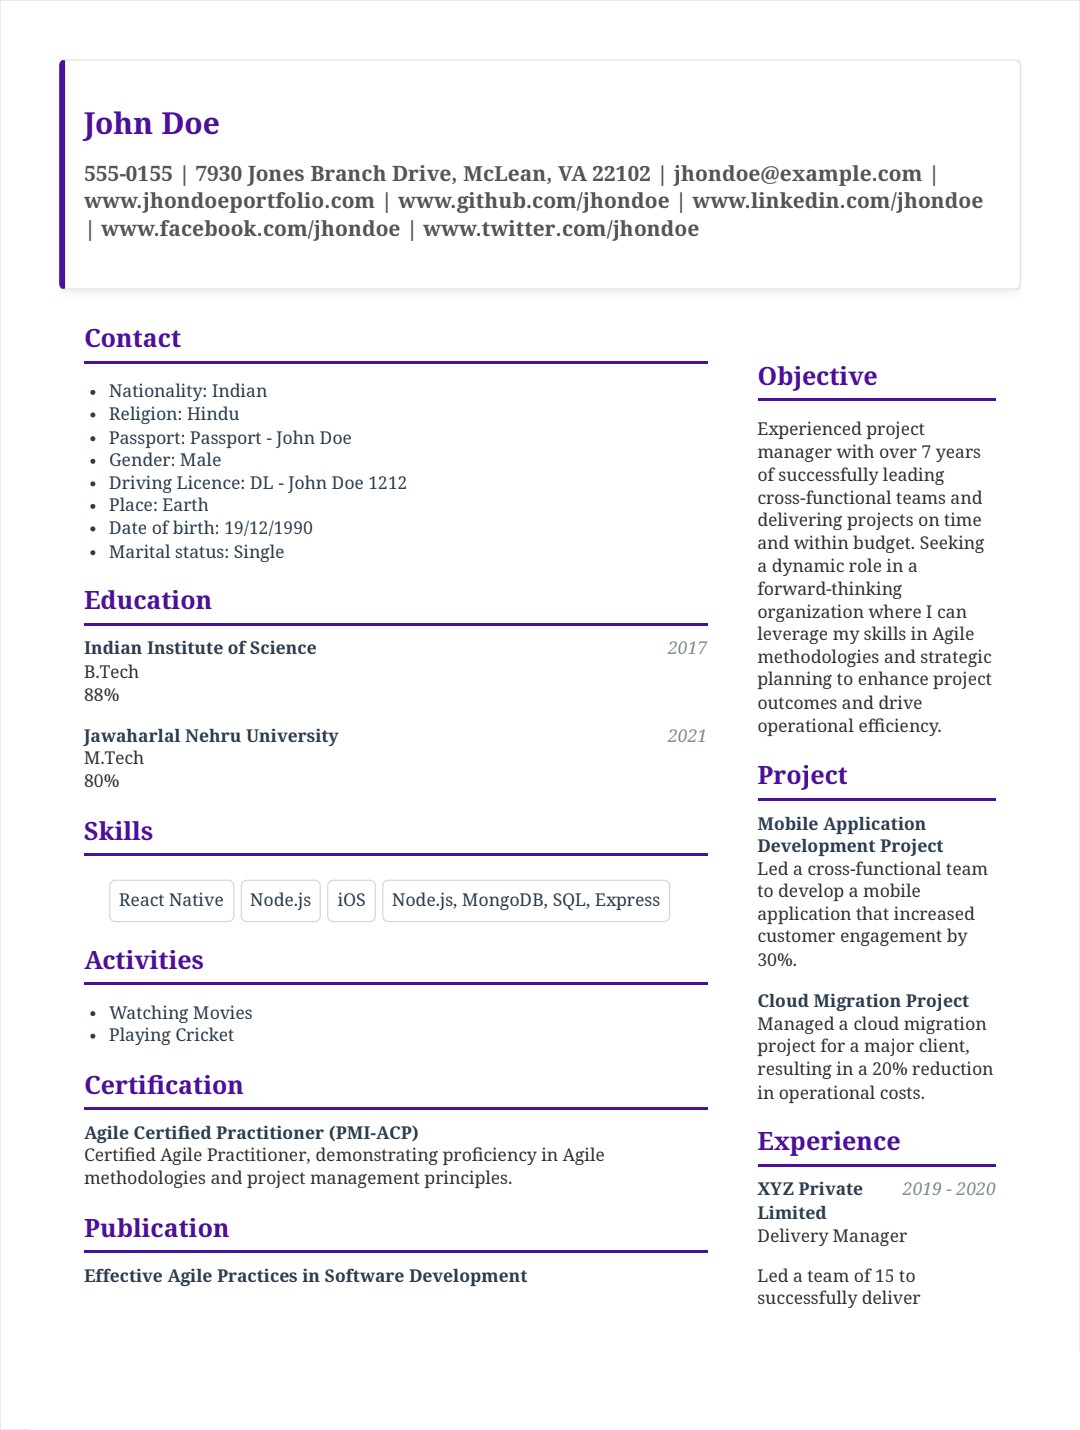 John Doe
555-0155 | 7930 Jones Branch Drive, McLean, VA 22102 | jhondoe@example.com |
www.jhondoeportfolio.com | www.github.com/jhondoe | www.linkedin.com/jhondoe
| www.facebook.com/jhondoe | www.twitter.com/jhondoe
Contact
• Nationality: Indian
• Religion: Hindu
• Passport: Passport - John Doe
• Gender: Male
• Driving Licence: DL - John Doe 1212
• Place: Earth
• Date of birth: 19/12/1990
• Marital status: Single
Education
Indian Institute of Science 2017
B.Tech
88%
Jawaharlal Nehru University 2021
M.Tech
80%
Skills
React Native Node.js iOS Node.js, MongoDB, SQL, Express
Activities
• Watching Movies
• Playing Cricket
Certification
Agile Certified Practitioner (PMI-ACP)
Certified Agile Practitioner, demonstrating proficiency in Agile
methodologies and project management principles.
Publication
Effective Agile Practices in Software Development
Objective
Experienced project
manager with over 7 years
of successfully leading
cross-functional teams and
delivering projects on time
and within budget. Seeking
a dynamic role in a
forward-thinking
organization where I can
leverage my skills in Agile
methodologies and strategic
planning to enhance project
outcomes and drive
operational efficiency.
Project
Mobile Application
Development Project
Led a cross-functional team
to develop a mobile
application that increased
customer engagement by
30%.
Cloud Migration Project
Managed a cloud migration
project for a major client,
resulting in a 20% reduction
in operational costs.
Experience
XYZ Private 2019 - 2020
Limited
Delivery Manager
Led a team of 15 to
successfully deliver